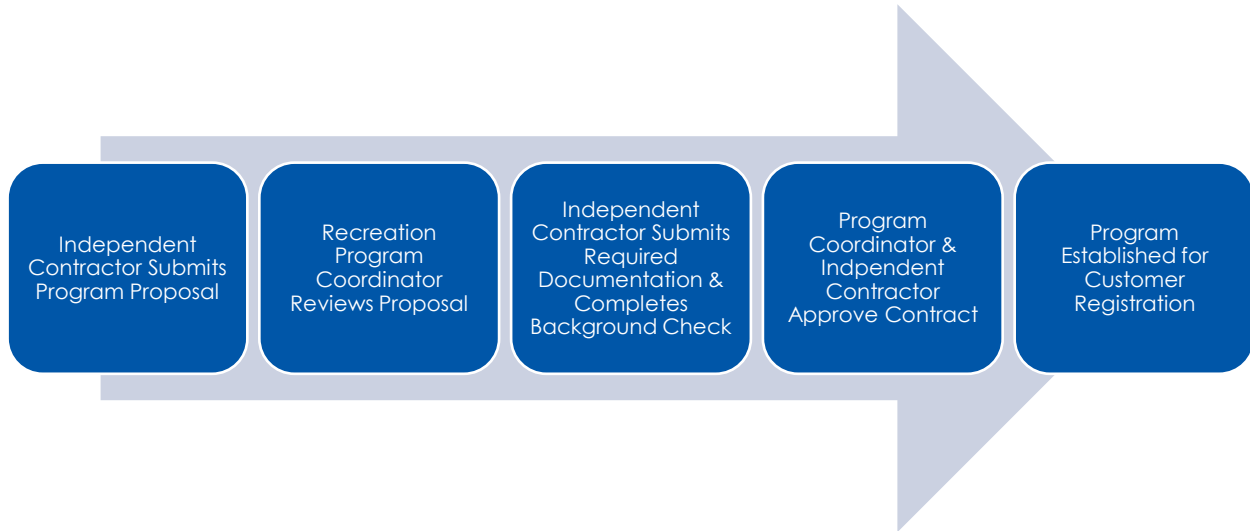 Independent
Contractor Submits
Program Proposal
Recreation
Program
Coordinator
Reviews Proposal
Independent
Contractor Submits
Required
Documentation &
Completes
Background Check
Program
Coordinator &
Indpendent
Contractor
Approve Contract
Program
Established for
Customer
Registration